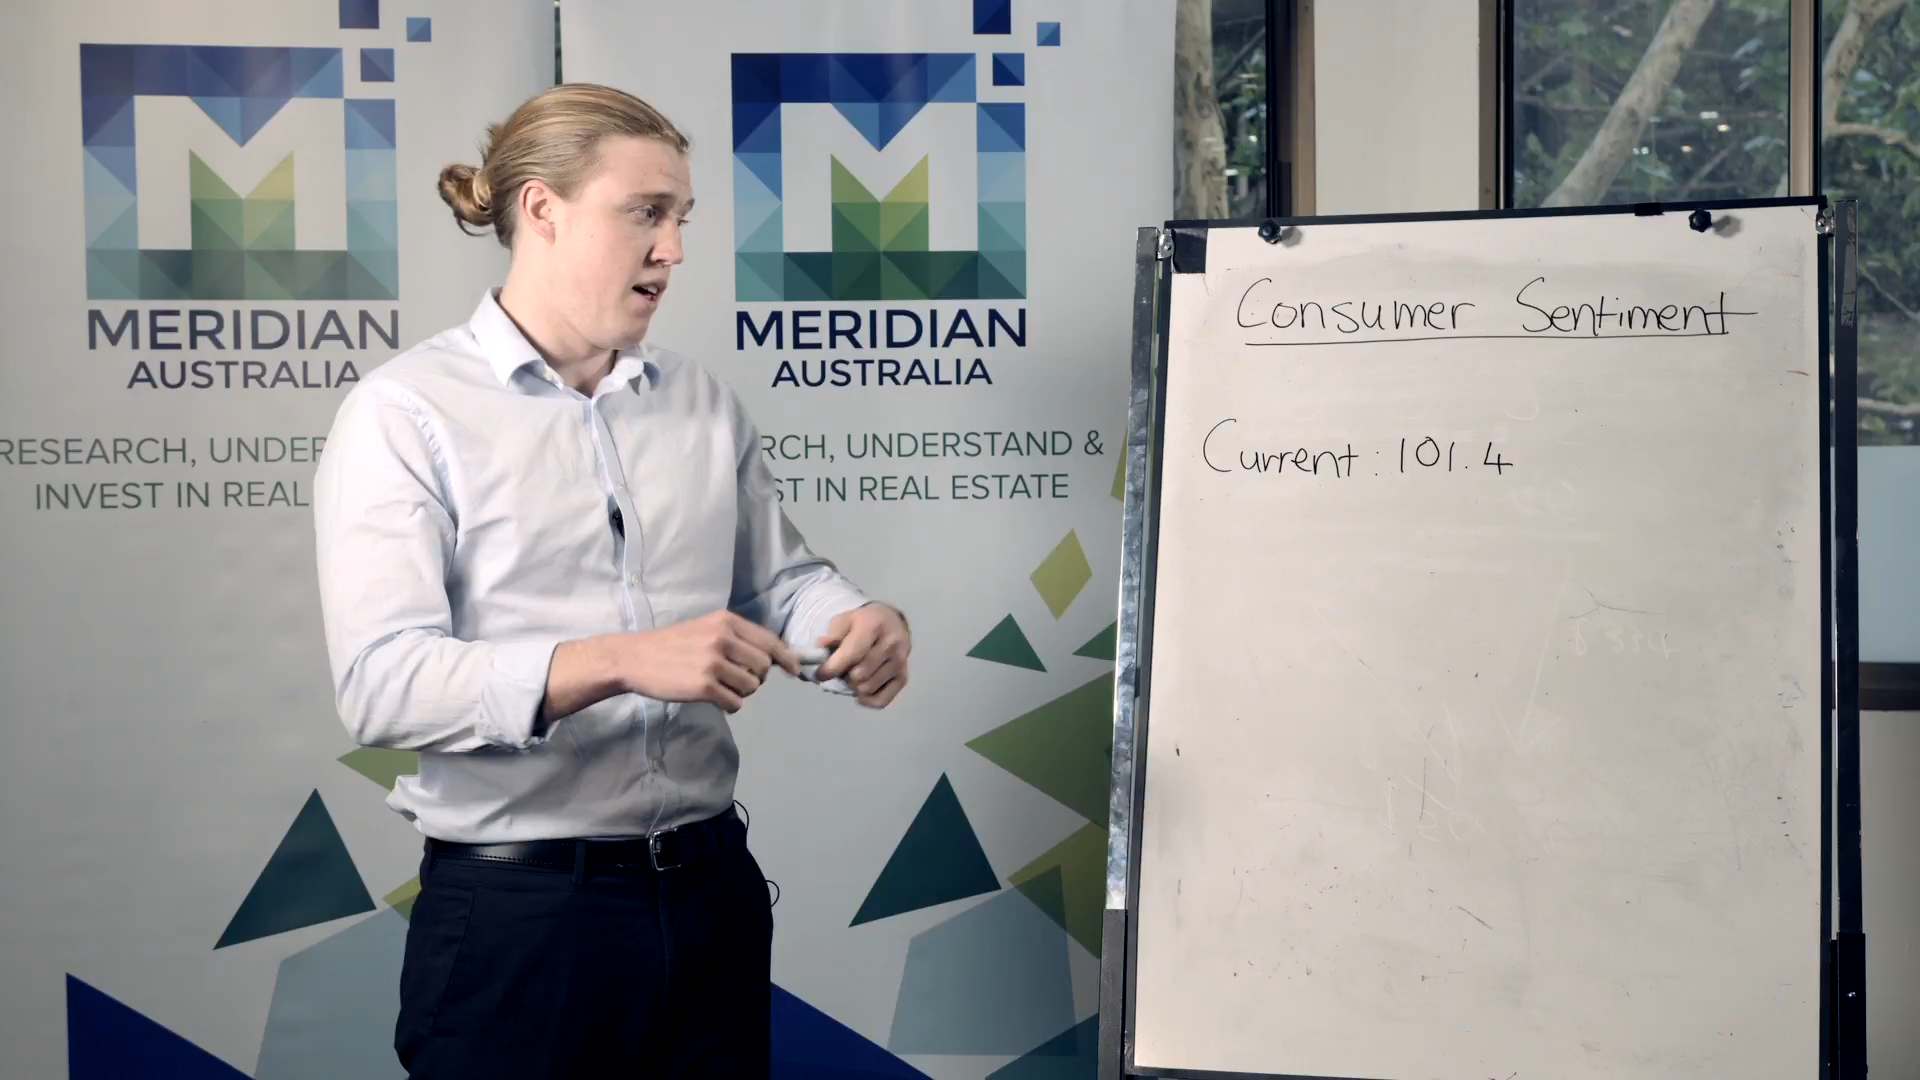 MERIDIAN
AUSTRALIA
RESEARCH, UNDER
INVEST IN REAL
MERIDIAN
AUSTRALIA
RCH, UNDERSTAND &
ST IN REAL ESTATE
Consumer Sentiment
Current: 101.4